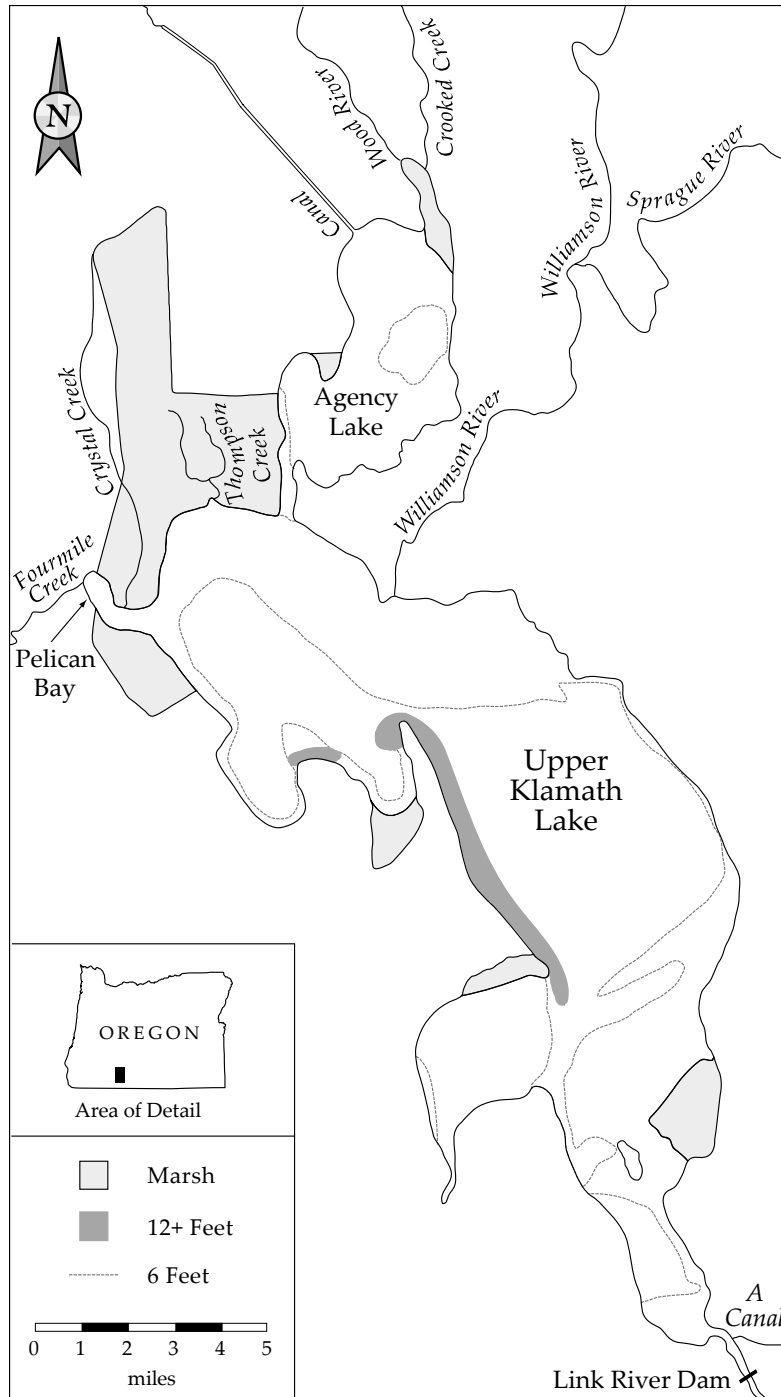 N
Wood River
Crooked Creek
Canal
Williamson River
Sprague River
Crystal Creek
Thompson
Creek
Agency
Lake
Williamson River
Fourmile
Creek
Pelican
Bay
Upper
Klamath
Lake
OREGON
Area of Detail
Marsh
12+ Feet
6 Feet
0 1 2 3 4 5
miles
A
Canal
Link River Dam